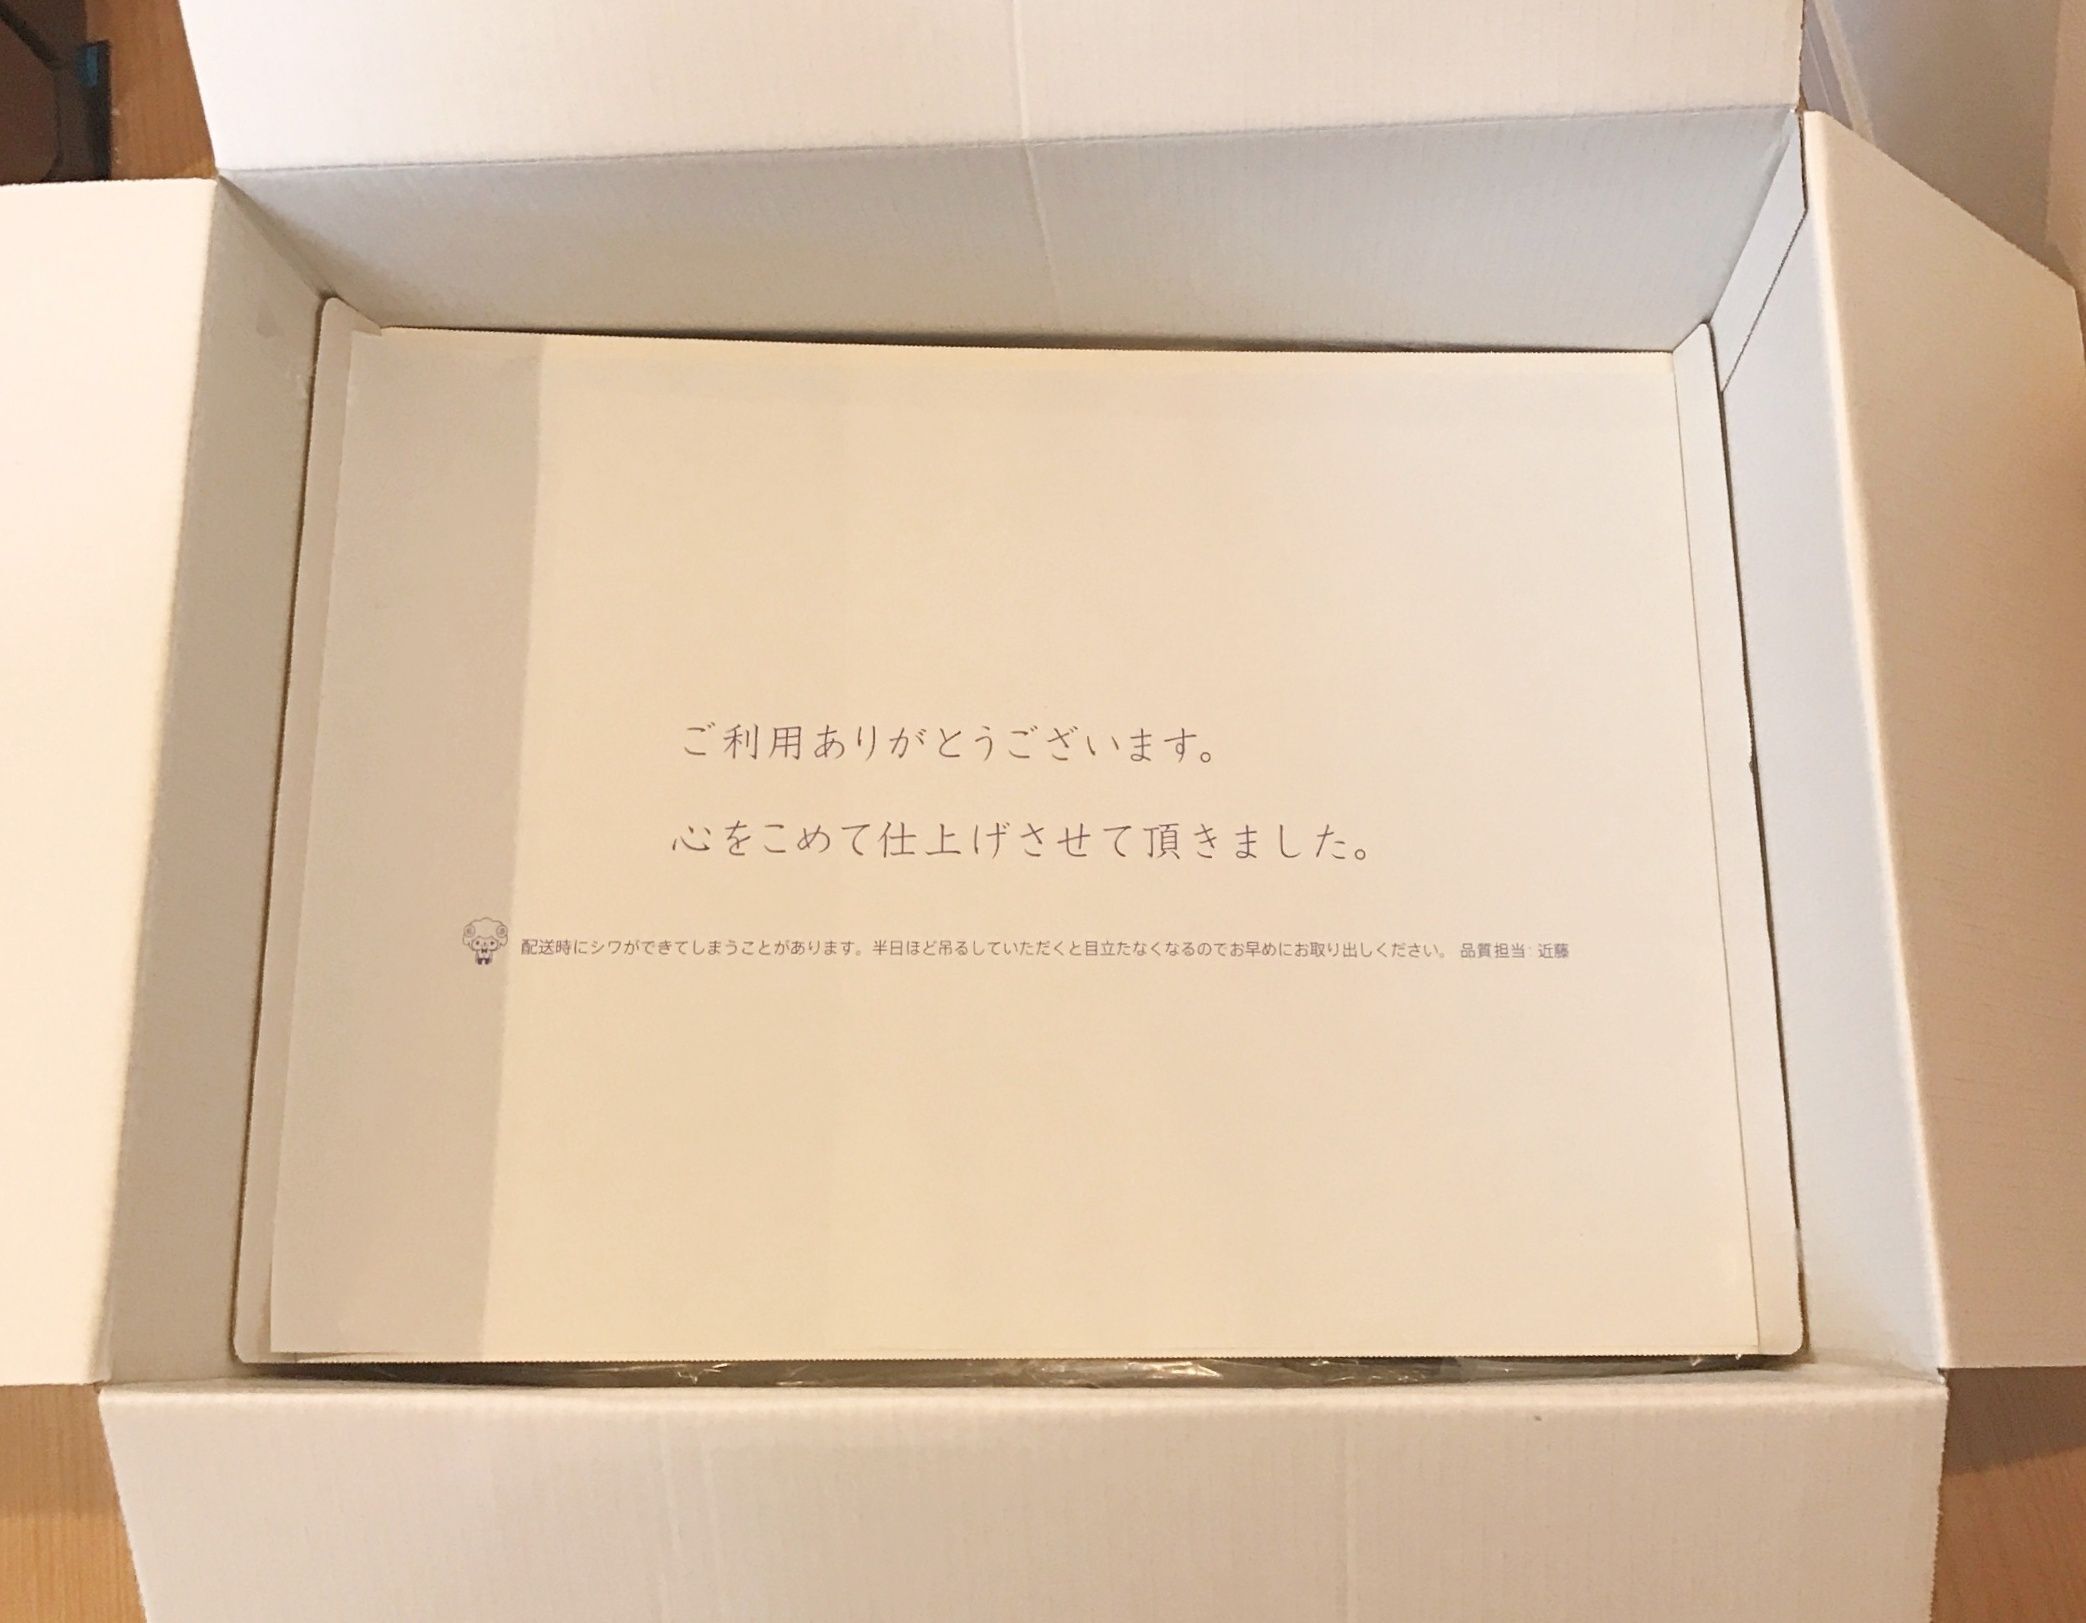 ご利用ありがとうございます。
心をこめて仕上げさせて頂きました。
配送時にシワができてしまうことがあります。半日ほど吊るしていただくと目立たなくなるのでお早めにお取り出しください。 品質担当: 近藤